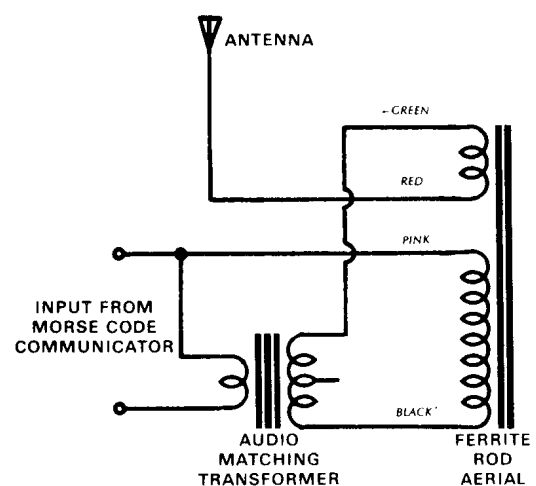 ANTENNA
GREEN
RED
PINK
INPUT FROM
MORSE CODE
COMMUNICATOR
BLACK
AUDIO
MATCHING
TRANSFORMER
FERRITE
ROD
AERIAL